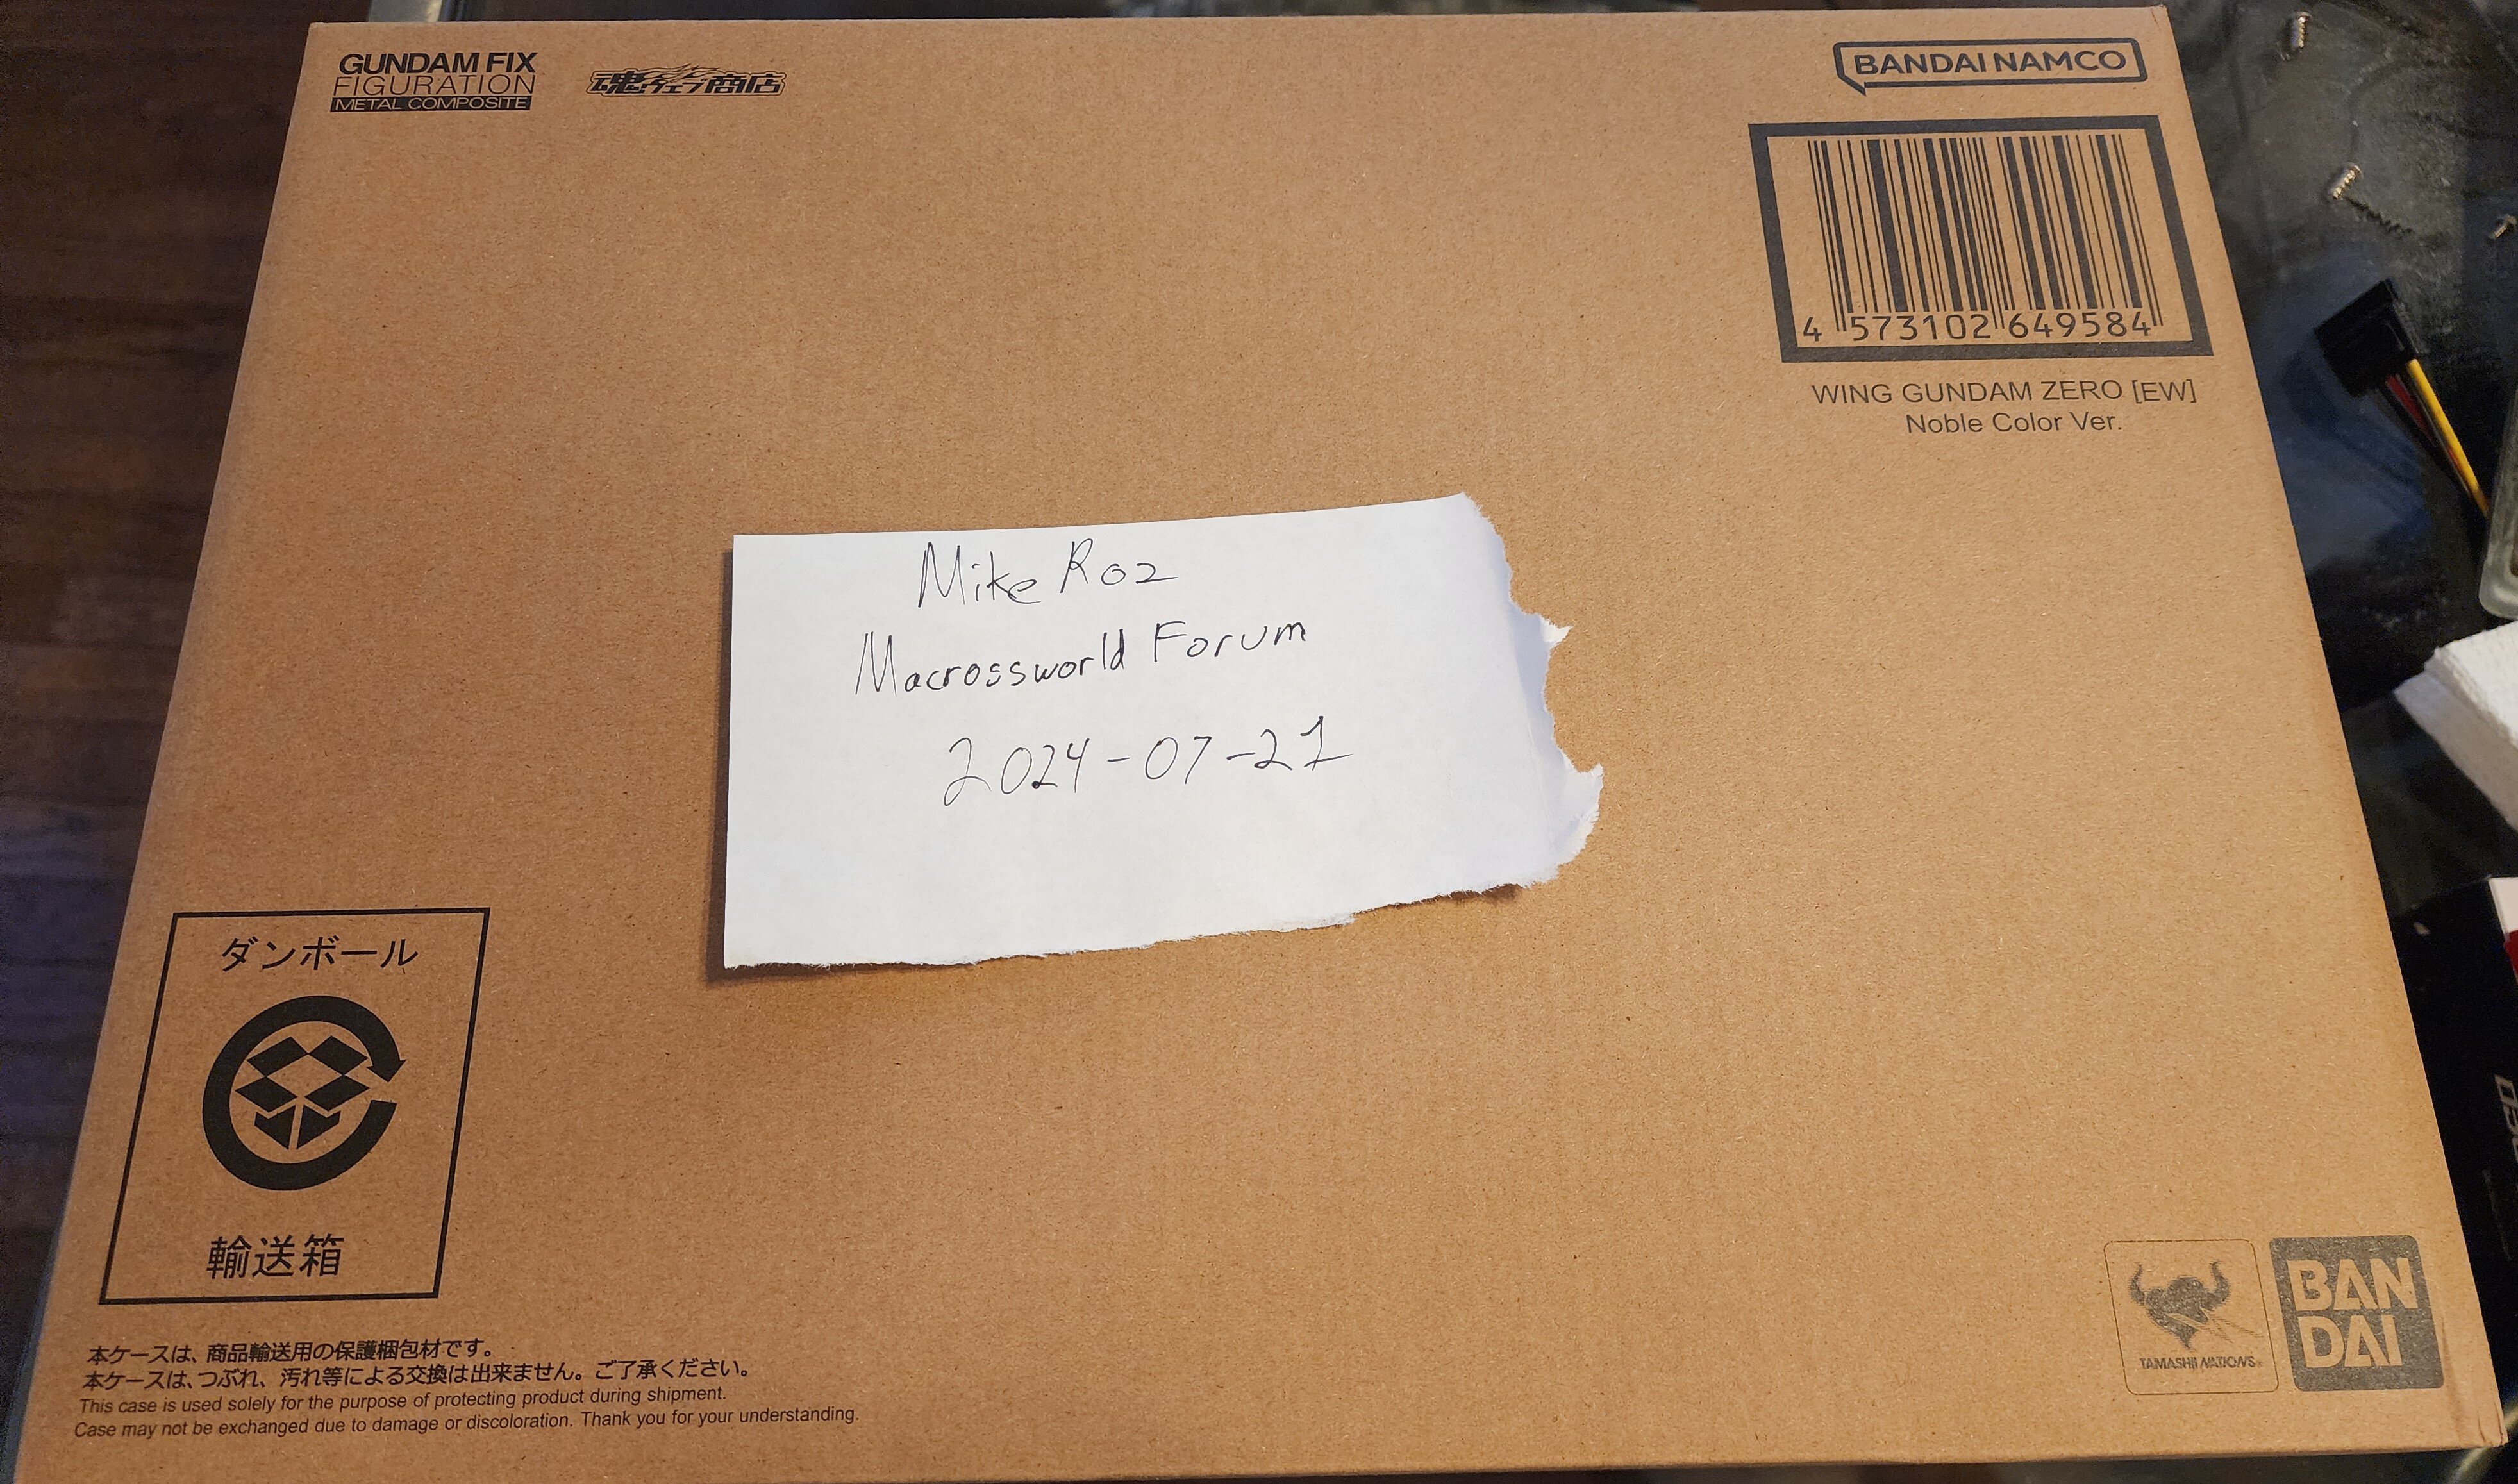 GUNDAM FIX
FIGURATION
METAL COMPOSITE
魂ウェブ商店
BANDAI NAMCO
4 573102 649584
WING GUNDAM ZERO [EW]
Noble Color Ver.
Mike Roz
Macrossworld Forum
2024-07-21
ダンボール
輸送箱
本ケースは、商品輸送用の保護梱包材です。
本ケースは、つぶれ、汚れ等による交換は出来ません。ご了承ください。
This case is used solely for the purpose of protecting product during shipment.
Case may not be exchanged due to damage or discoloration. Thank you for your understanding.
TAMASHII NATIONS
BAN
DAI